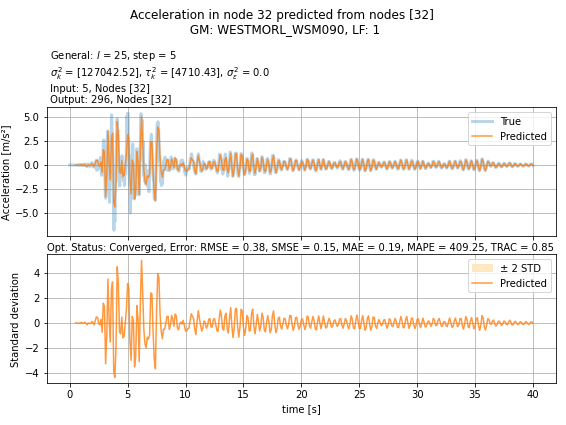 Acceleration in node 32 predicted from nodes [32]
GM: WESTMORL_WSM090, LF: 1
General: l = 25, step = 5
σ²ₖ = [127042.52], τ²ₖ = [4710.43], σ²ₑ = 0.0
Input: 5, Nodes [32]
Output: 296, Nodes [32]
Acceleration [m/s²]
5.0
2.5
0.0
−2.5
−5.0
True
Predicted
Opt. Status: Converged, Error: RMSE = 0.38, SMSE = 0.15, MAE = 0.19, MAPE = 409.25, TRAC = 0.85
Standard deviation
4
2
0
−2
−4
± 2 STD
Predicted
0 5 10 15 20 25 30 35 40
time [s]